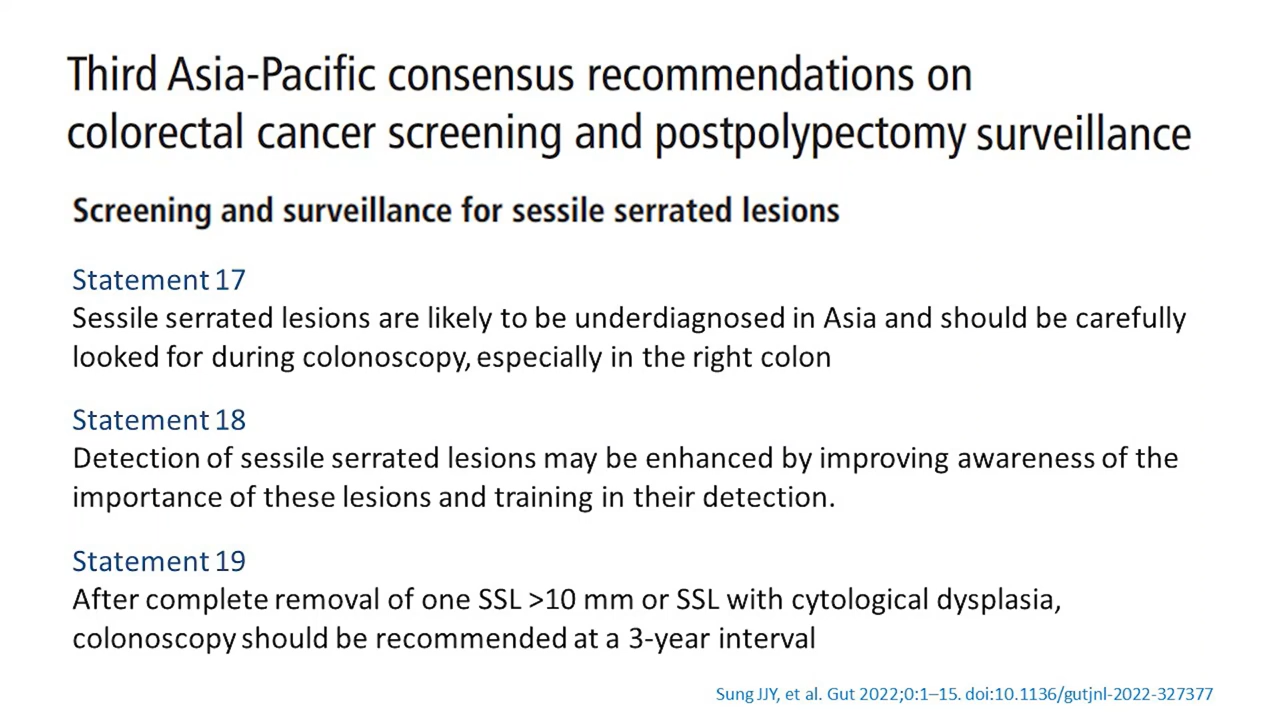 Third Asia-Pacific consensus recommendations on
colorectal cancer screening and postpolypectomy surveillance
Screening and surveillance for sessile serrated lesions
Statement 17
Sessile serrated lesions are likely to be underdiagnosed in Asia and should be carefully
looked for during colonoscopy, especially in the right colon
Statement 18
Detection of sessile serrated lesions may be enhanced by improving awareness of the
importance of these lesions and training in their detection.
Statement 19
After complete removal of one SSL >10 mm or SSL with cytological dysplasia,
colonoscopy should be recommended at a 3-year interval
Sung JJY, et al. Gut 2022;0:1–15. doi:10.1136/gutjnl-2022-327377